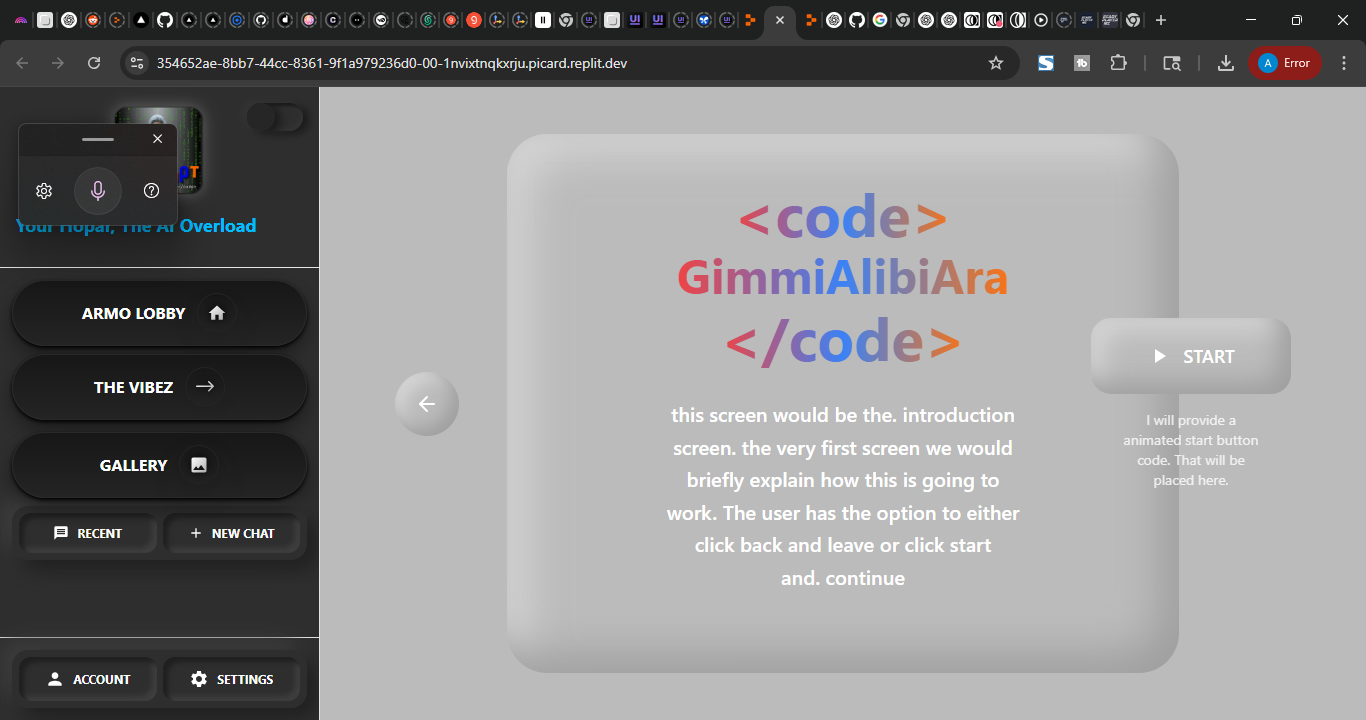 354652ae-8bb7-44cc-8361-9f1a979236d0-00-1nvixtnqkxrju.picard.replit.dev
A Error
Your Hopar, The AI Overload
ARMO LOBBY
THE VIBEZ
GALLERY
RECENT
NEW CHAT
ACCOUNT
SETTINGS
<code>
GimmiAlibiAra
</code>
this screen would be the. introduction
screen. the very first screen we would
briefly explain how this is going to
work. The user has the option to either
click back and leave or click start
and. continue
START
I will provide a
animated start button
code. That will be
placed here.